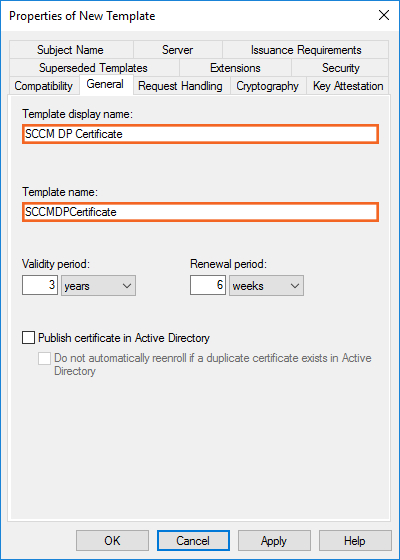 Properties of New Template
Subject Name Server Issuance Requirements
Superseded Templates Extensions Security
Compatibility General Request Handling Cryptography Key Attestation
Template display name:
SCCM DP Certificate
Template name:
SCCMDPCertificate
Validity period: Renewal period:
3 years 6 weeks
Publish certificate in Active Directory
Do not automatically reenroll if a duplicate certificate exists in Active
Directory
OK Cancel Apply Help